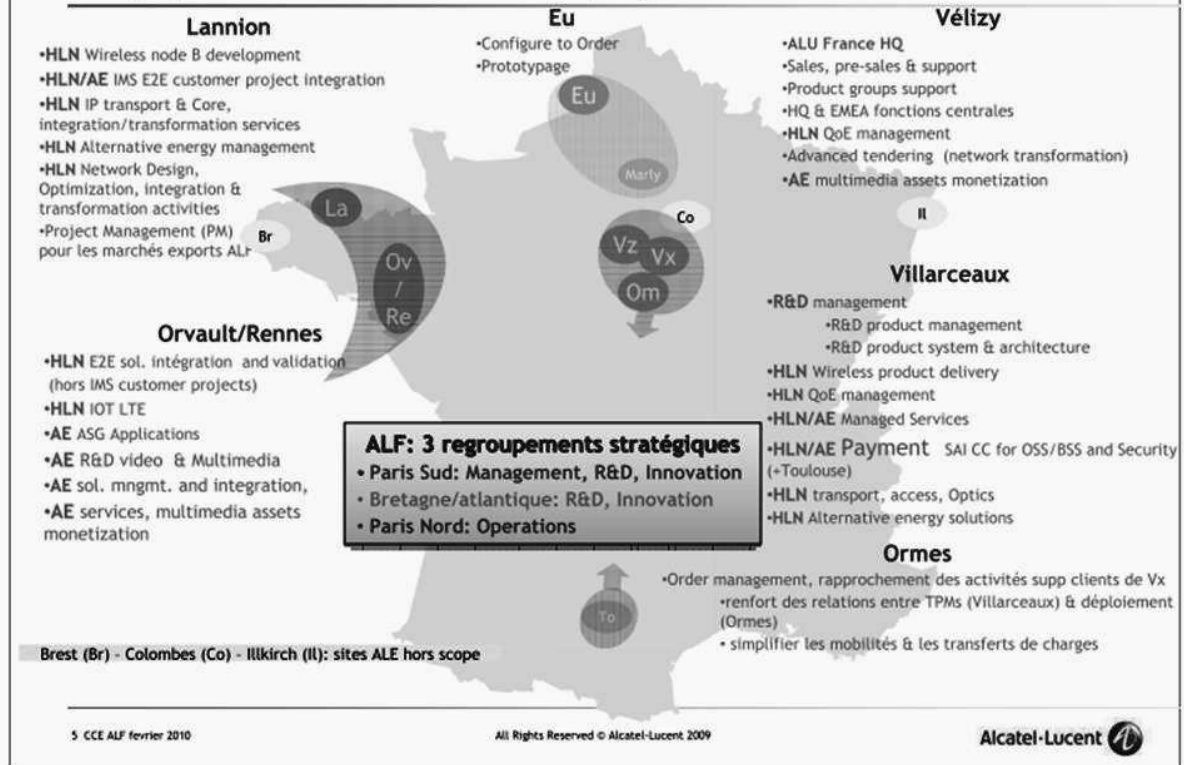 Lannion
•HLN Wireless node B development
•HLN/AE IMS E2E customer project integration
•HLN IP transport & Core,
integration/transformation services
•HLN Alternative energy management
•HLN Network Design,
Optimization, integration &
transformation activities
•Project Management (PM)
pour les marchés exports ALF
Eu
•Configure to Order
•Prototypage
Vélizy
•ALU France HQ
•Sales, pre-sales & support
•Product groups support
•HQ & EMEA fonctions centrales
•HLN QoE management
•Advanced tendering (network transformation)
•AE multimedia assets monetization
Eu
Marly
La
Br
Ov
/
Re
Co
Vz
Vx
Om
Il
Orvault/Rennes
•HLN E2E sol. intégration and validation
(hors IMS customer projects)
•HLN IOT LTE
•AE ASG Applications
•AE R&D video & Multimedia
•AE sol. mngmt. and integration,
•AE services, multimedia assets
monetization
Villarceaux
•R&D management
•R&D product management
•R&D product system & architecture
•HLN Wireless product delivery
•HLN QoE management
•HLN/AE Managed Services
•HLN/AE Payment SAI CC for OSS/BSS and Security
(+Toulouse)
•HLN transport, access, Optics
•HLN Alternative energy solutions
ALF: 3 regroupements stratégiques
• Paris Sud: Management, R&D, Innovation
• Bretagne/atlantique: R&D, Innovation
• Paris Nord: Operations
Ormes
•Order management, rapprochement des activités supp clients de Vx
•renfort des relations entre TPMs (Villarceaux) & déploiement
(Ormes)
• simplifier les mobilités & les transferts de charges
To
Brest (Br) - Colombes (Co) - Illkirch (Il): sites ALE hors scope
5 CCE ALF fevrier 2010
All Rights Reserved © Alcatel-Lucent 2009
Alcatel·Lucent